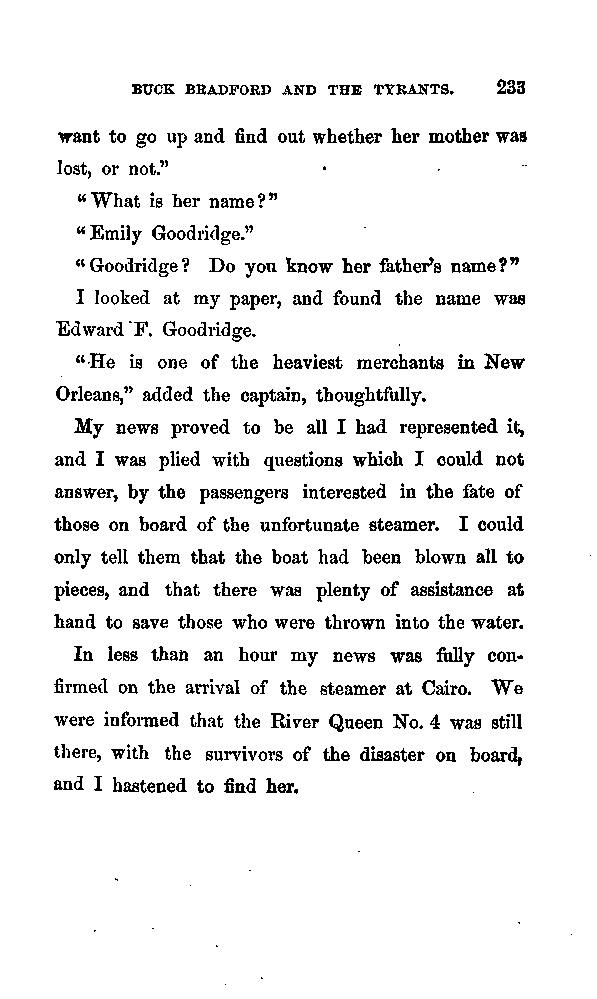 BUCK BRADFORD AND THE TYRANTS. 233
want to go up and find out whether her mother was
lost, or not."
"What is her name?"
"Emily Goodridge."
"Goodridge? Do you know her father's name?"
I looked at my paper, and found the name was
Edward F. Goodridge.
"He is one of the heaviest merchants in New
Orleans," added the captain, thoughtfully.
My news proved to be all I had represented it,
and I was plied with questions which I could not
answer, by the passengers interested in the fate of
those on board of the unfortunate steamer. I could
only tell them that the boat had been blown all to
pieces, and that there was plenty of assistance at
hand to save those who were thrown into the water.
In less than an hour my news was fully con-
firmed on the arrival of the steamer at Cairo. We
were informed that the River Queen No. 4 was still
there, with the survivors of the disaster on board,
and I hastened to find her.